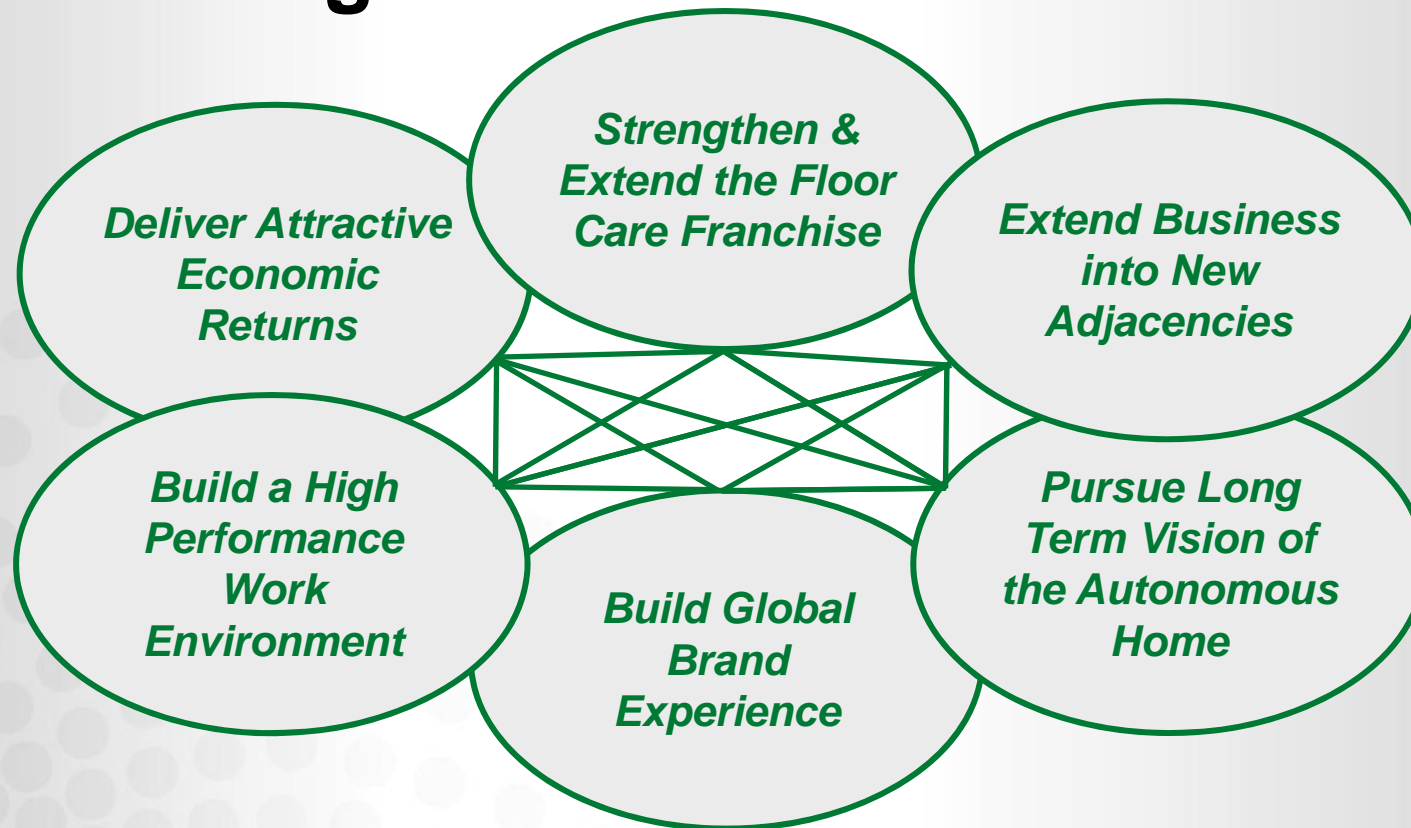 Strengthen &
Extend the Floor
Care Franchise
Deliver Attractive
Economic
Returns
Extend Business
into New
Adjacencies
Build a High
Performance
Work
Environment
Build Global
Brand
Experience
Pursue Long
Term Vision of
the Autonomous
Home